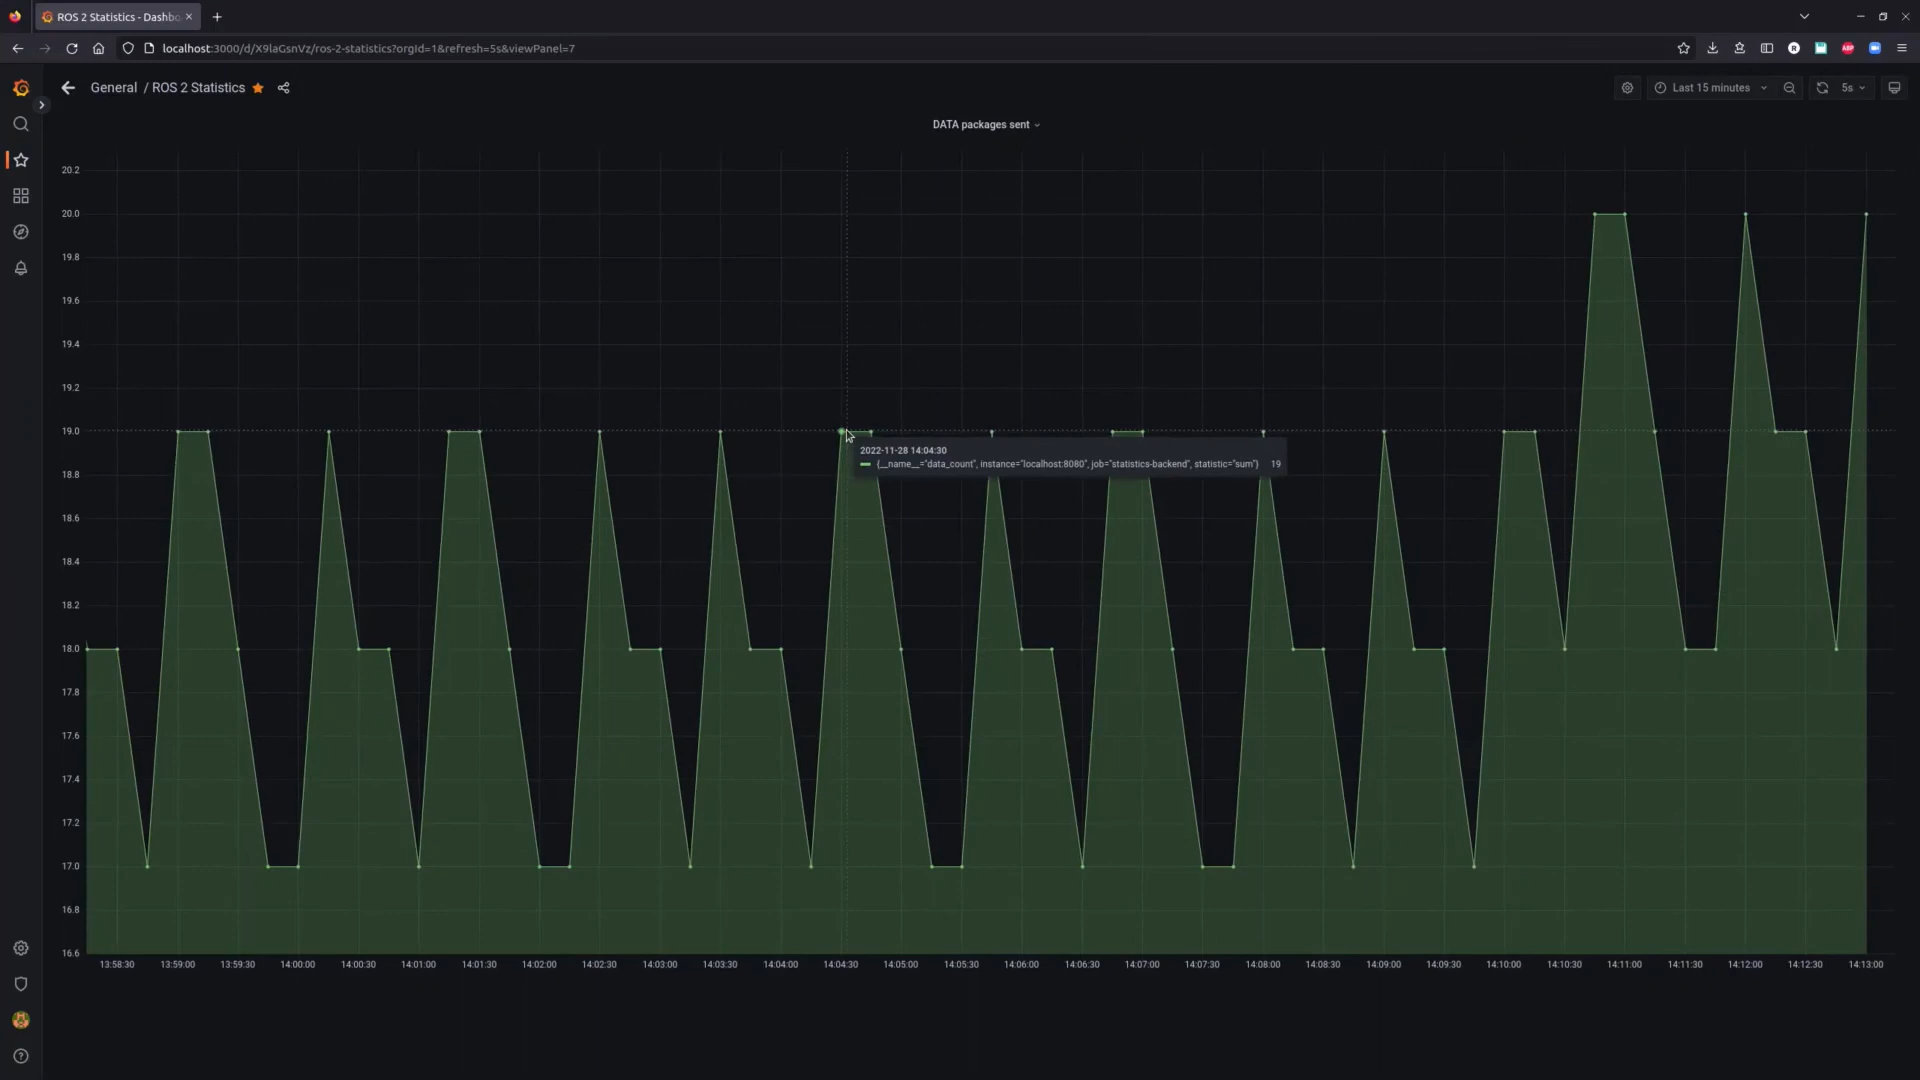 ROS 2 Statistics - Dashbo
localhost:3000/d/X9laGsnVz/ros-2-statistics?orgId=1&refresh=5s&viewPanel=7
R
ABP
General / ROS 2 Statistics
Last 15 minutes
5s
DATA packages sent
20.2
20.0
19.8
19.6
19.4
19.2
19.0
2022-11-28 14:04:30
{__name__="data_count", instance="localhost:8080", job="statistics-backend", statistic="sum"} 19
18.8
18.6
18.4
18.2
18.0
17.8
17.6
17.4
17.2
17.0
16.8
16.6
13:58:30 13:59:00 13:59:30 14:00:00 14:00:30 14:01:00 14:01:30 14:02:00 14:02:30 14:03:00 14:03:30 14:04:00 14:04:30 14:05:00 14:05:30 14:06:00 14:06:30 14:07:00 14:07:30 14:08:00 14:08:30 14:09:00 14:09:30 14:10:00 14:10:30 14:11:00 14:11:30 14:12:00 14:12:30 14:13:00